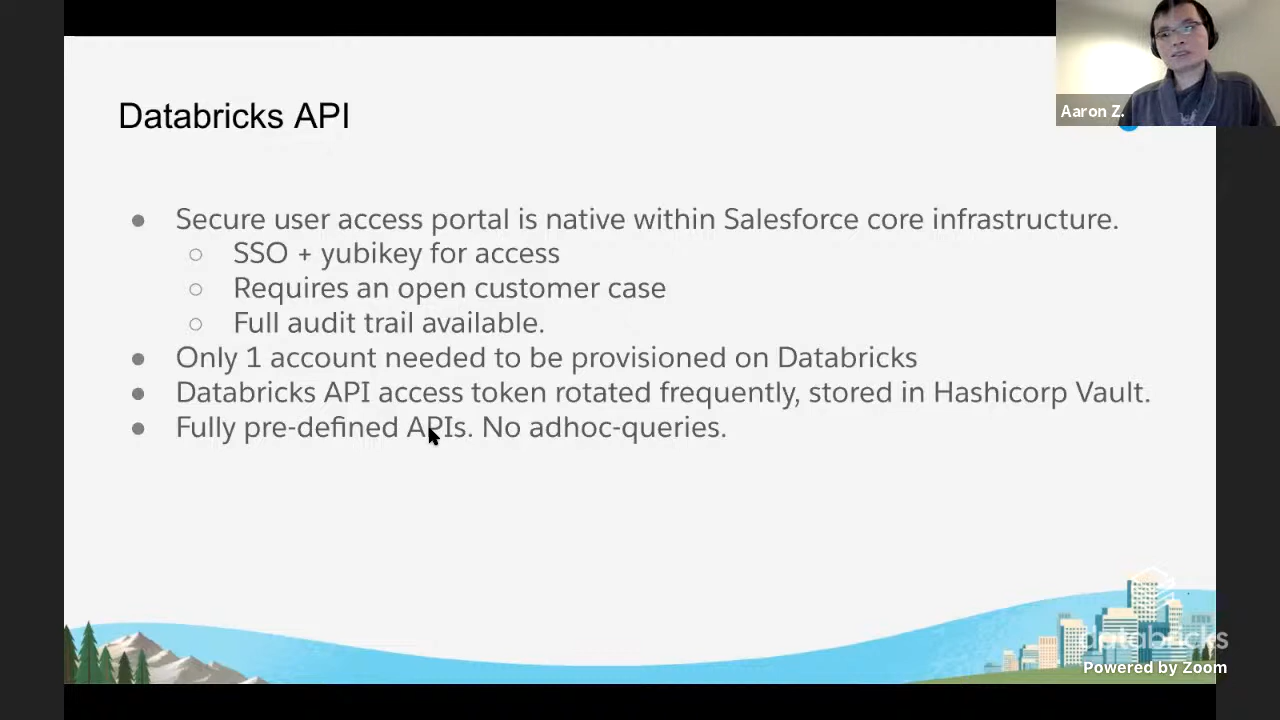 Aaron Z.
Databricks API
● Secure user access portal is native within Salesforce core infrastructure.
○ SSO + yubikey for access
○ Requires an open customer case
○ Full audit trail available.
● Only 1 account needed to be provisioned on Databricks
● Databricks API access token rotated frequently, stored in Hashicorp Vault.
● Fully pre-defined APIs. No adhoc-queries.
databricks
Powered by Zoom